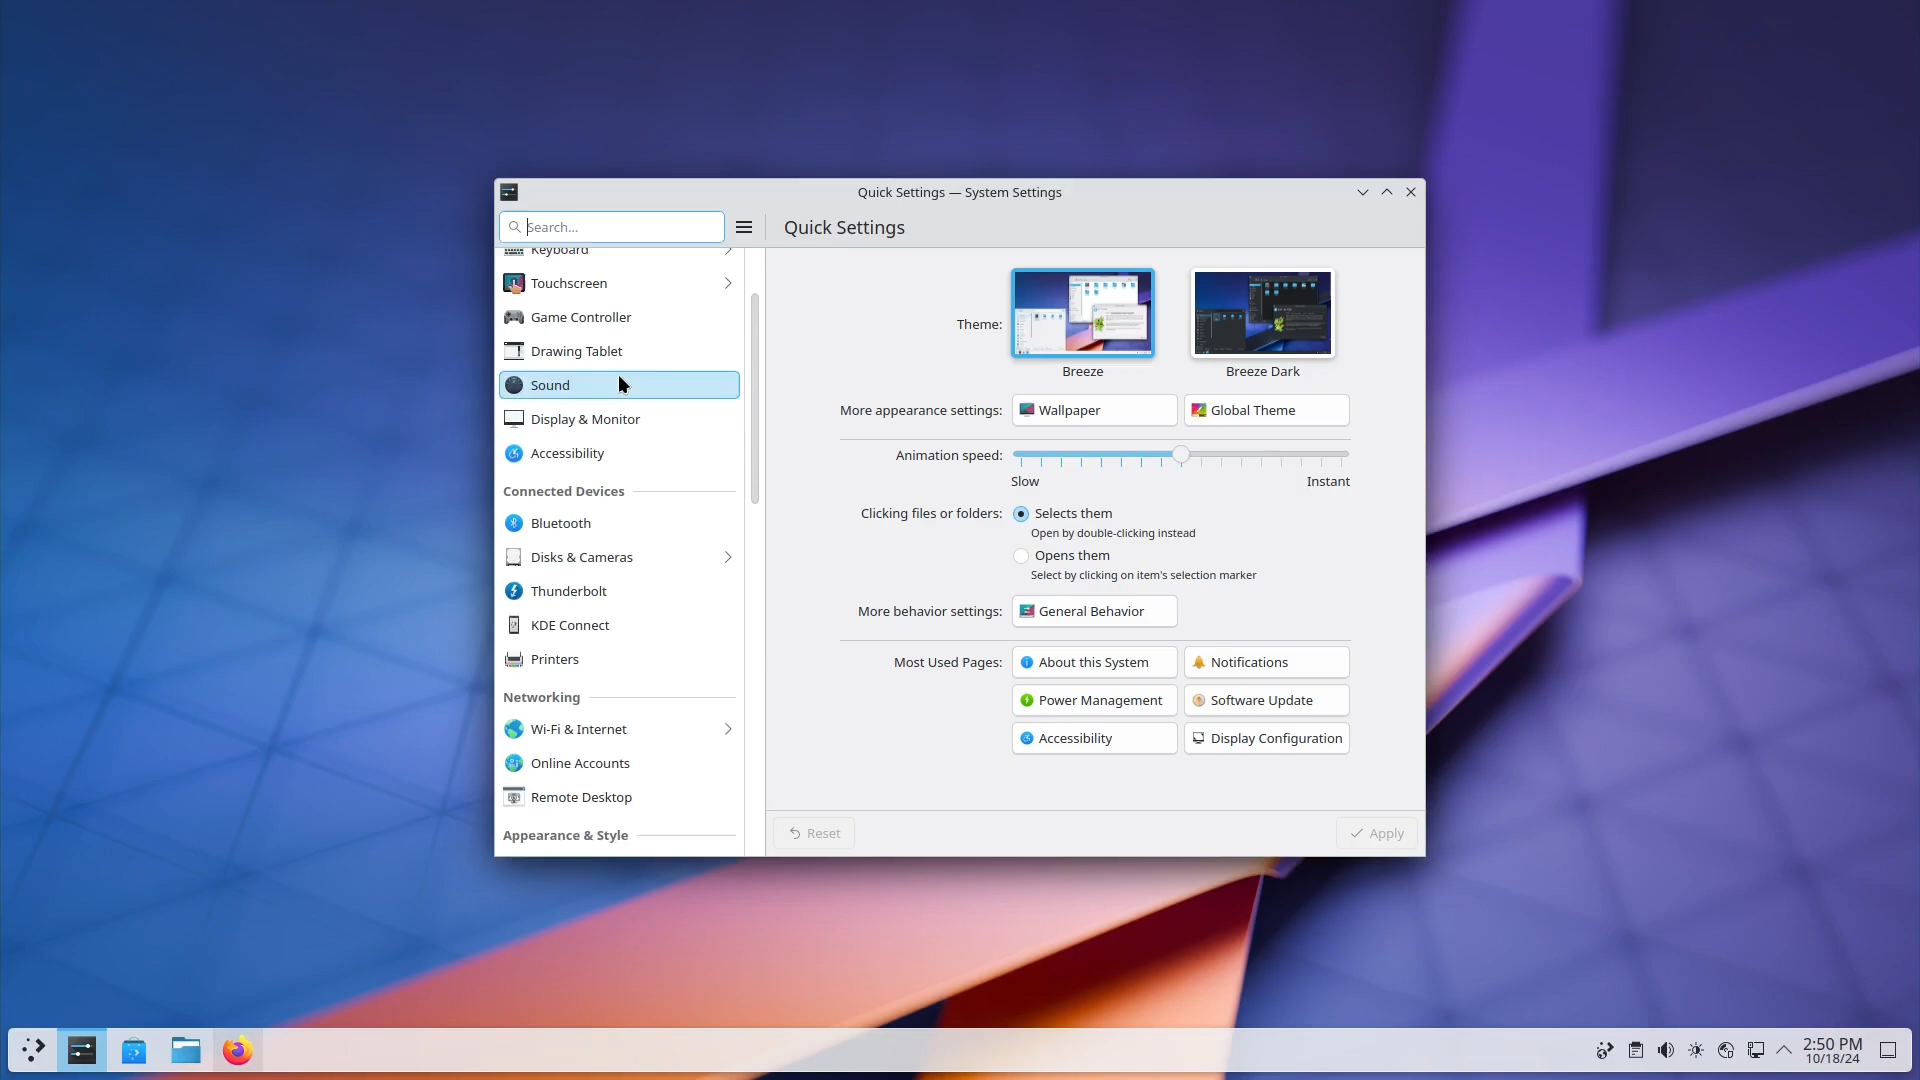 Quick Settings — System Settings
Search...
Quick Settings
Keyboard
Touchscreen
Game Controller
Drawing Tablet
Sound
Display & Monitor
Accessibility
Connected Devices
Bluetooth
Disks & Cameras
Thunderbolt
KDE Connect
Printers
Networking
Wi-Fi & Internet
Online Accounts
Remote Desktop
Appearance & Style
Theme:
Breeze
Breeze Dark
More appearance settings:
Wallpaper
Global Theme
Animation speed:
Slow
Instant
Clicking files or folders:
Selects them
Open by double-clicking instead
Opens them
Select by clicking on item's selection marker
More behavior settings:
General Behavior
Most Used Pages:
About this System
Notifications
Power Management
Software Update
Accessibility
Display Configuration
Reset
Apply
2:50 PM
10/18/24